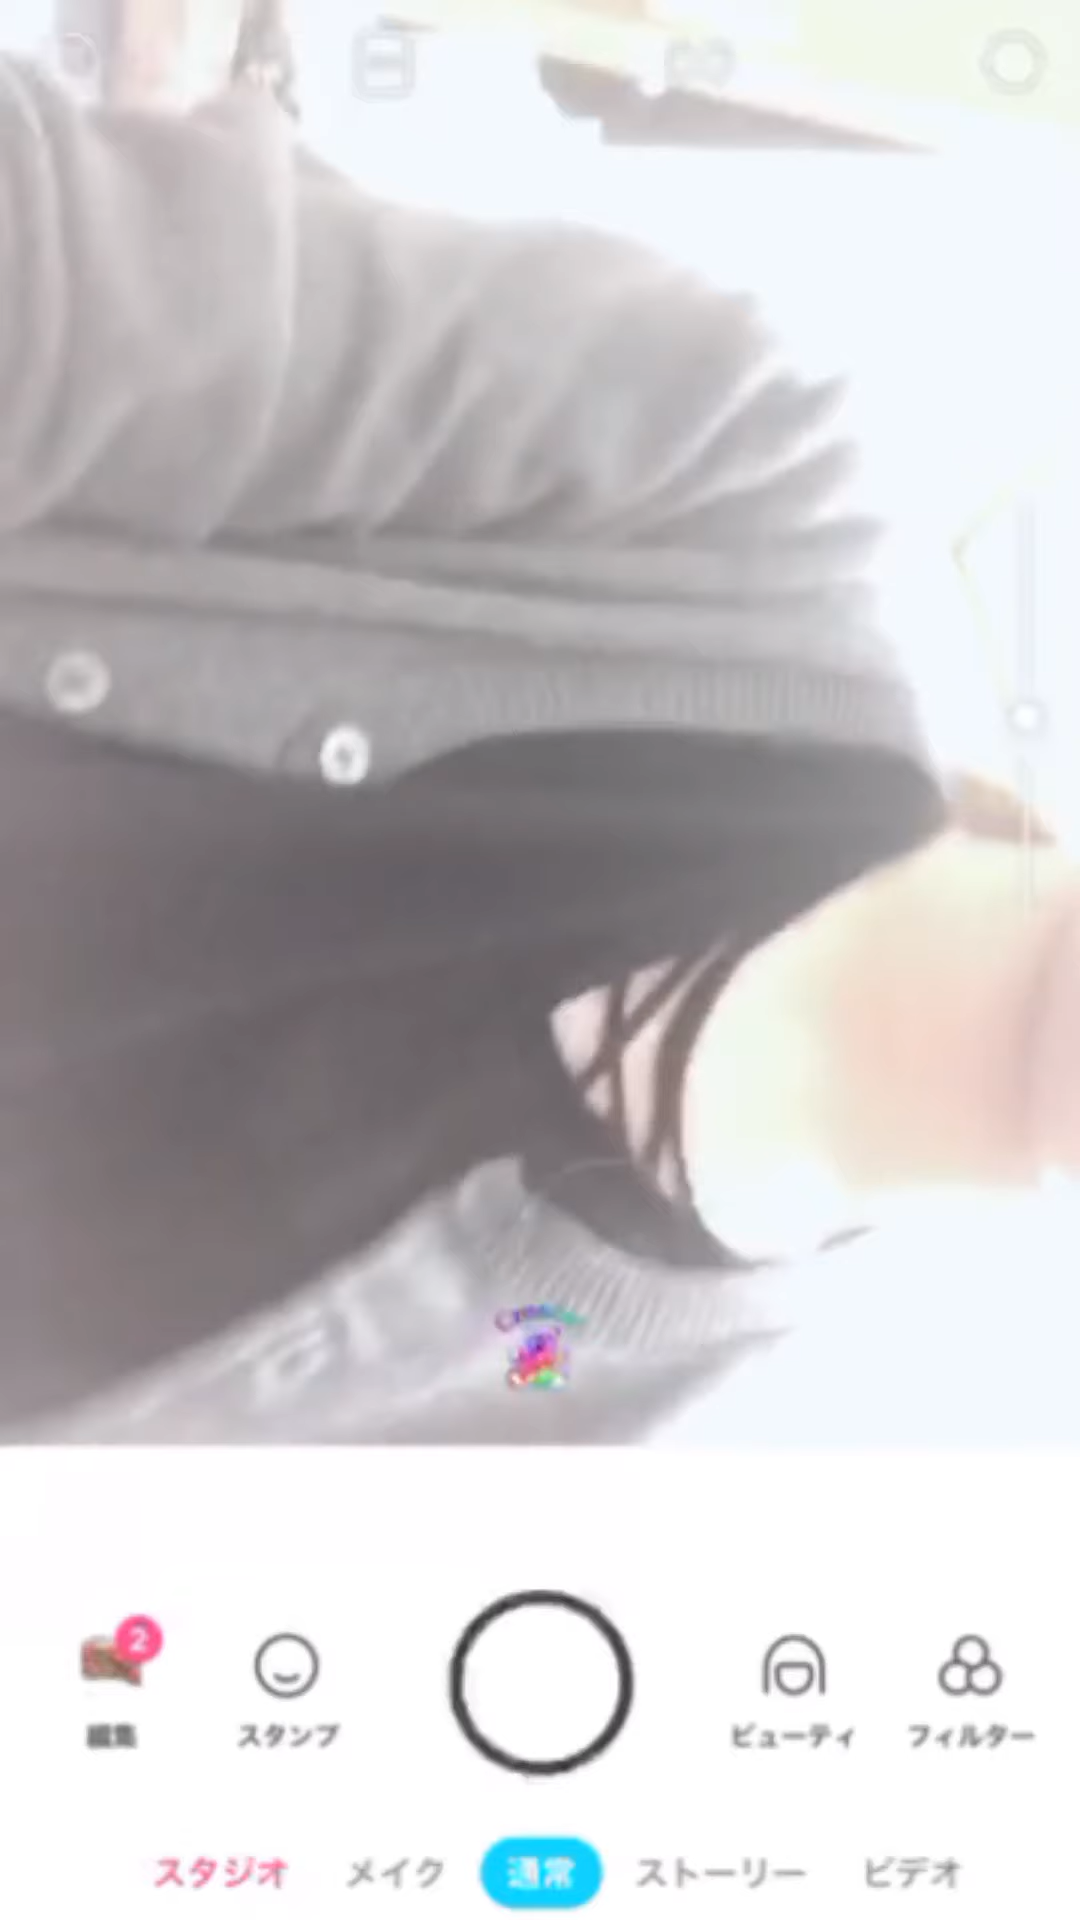 2
編集
スタンプ
ビューティ
フィルター
スタジオ
メイク
通常
ストーリー
ビデオ